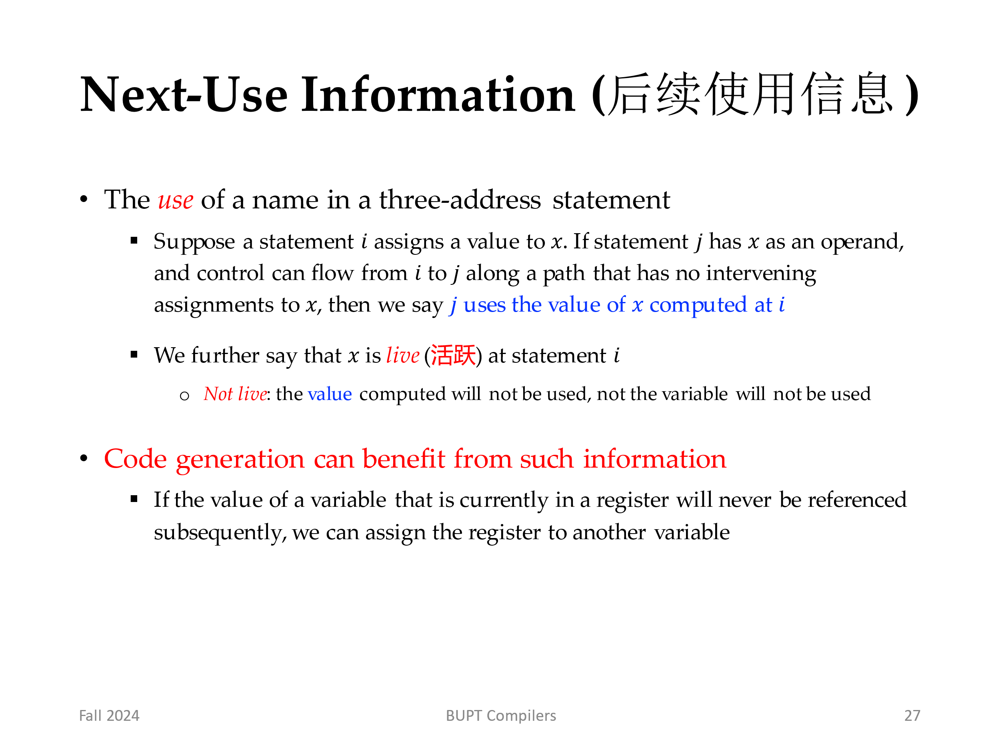 Next-Use Information (后续使用信息 )
• The use of a name in a three-address statement
▪ Suppose a statement i assigns a value to x. If statement j has x as an operand,
and control can flow from i to j along a path that has no intervening
assignments to x, then we say j uses the value of x computed at i
▪ We further say that x is live (活跃) at statement i
o Not live: the value computed will not be used, not the variable will not be used
• Code generation can benefit from such information
▪ If the value of a variable that is currently in a register will never be referenced
subsequently, we can assign the register to another variable
Fall 2024
BUPT Compilers
27